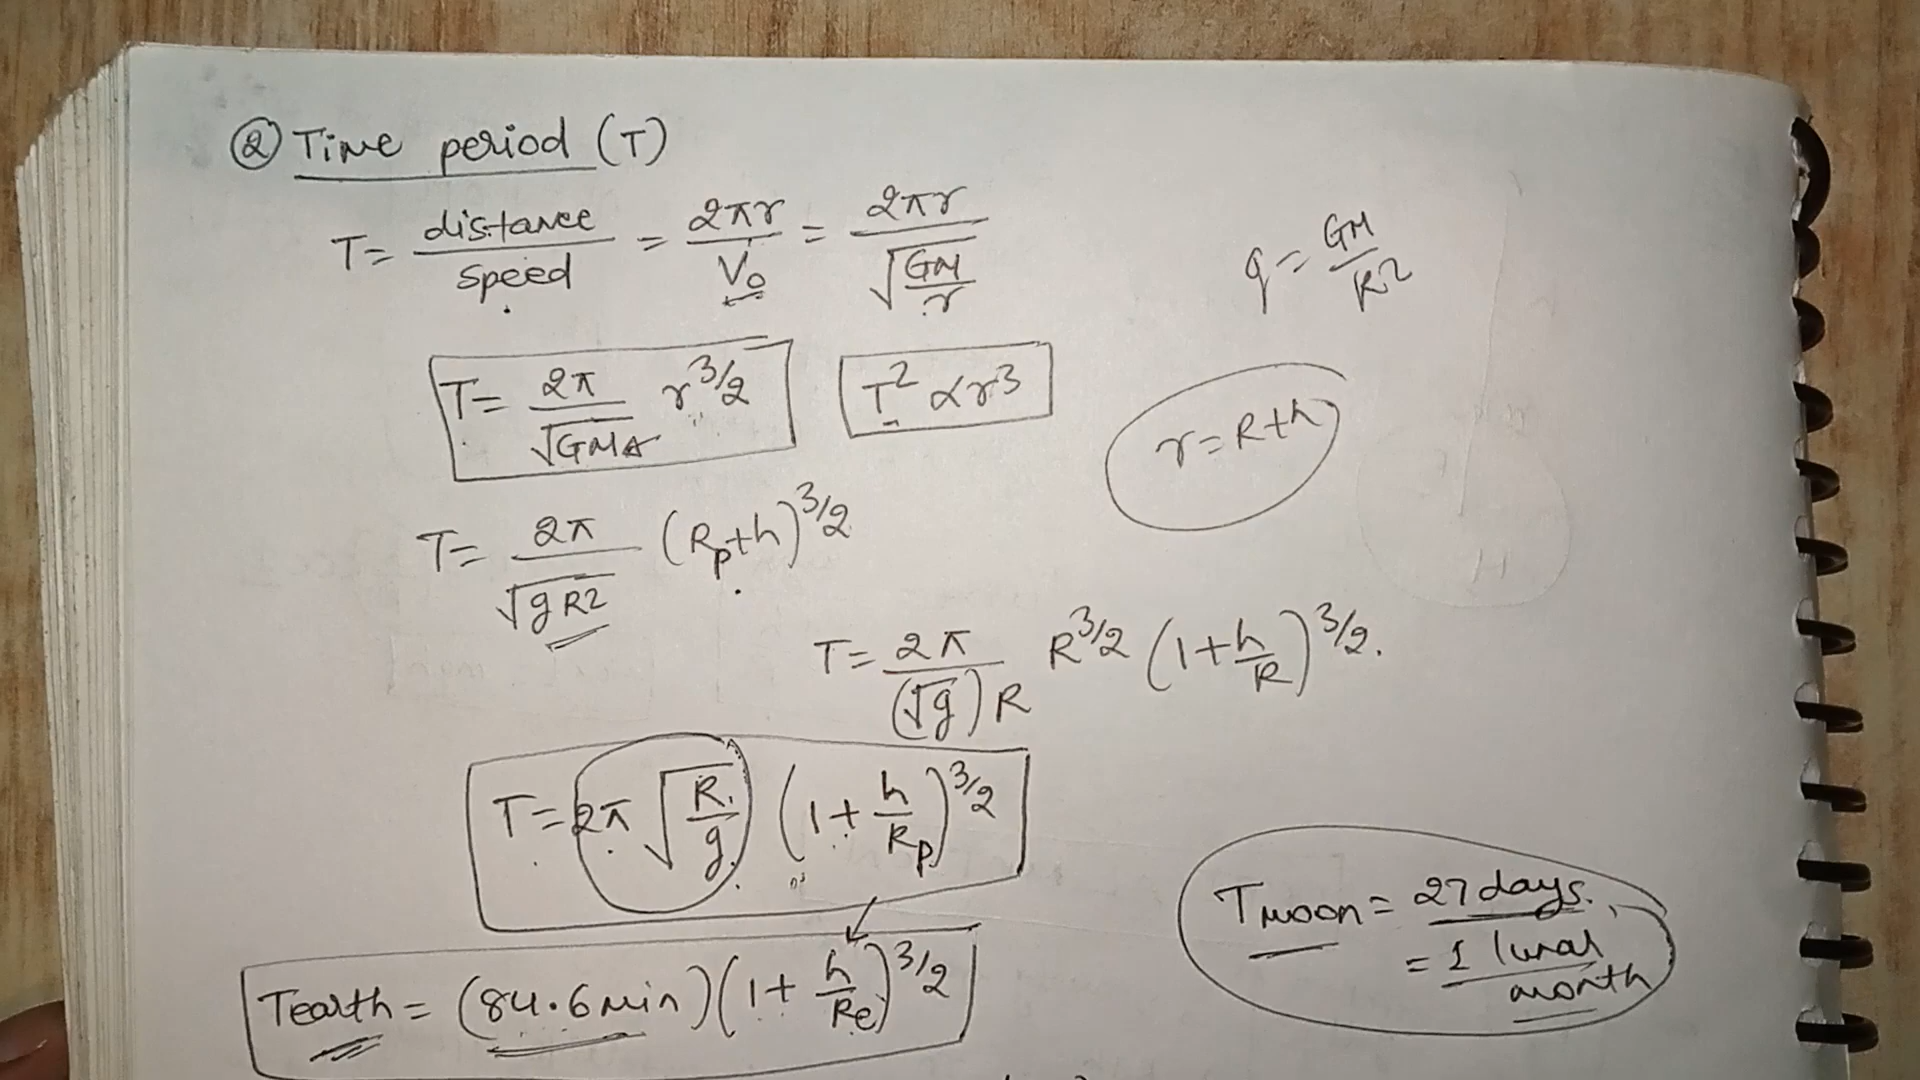 ② Time period (T)
T = distance/speed = 2πr/V₀ = 2πr/√(GM/r)
g = GM/R²
T = 2π/√GM r^3/2
T² ∝ r³
r = R+h
T = 2π/√gR² (Rp+h)^3/2
T = 2π/(√g)R R^3/2 (1+h/R)^3/2.
T = 2π √(R/g) (1+h/Rp)^3/2
Tmoon = 27 days.
= 1 lunar month
Tearth = (84.6 min)(1+h/Re)^3/2